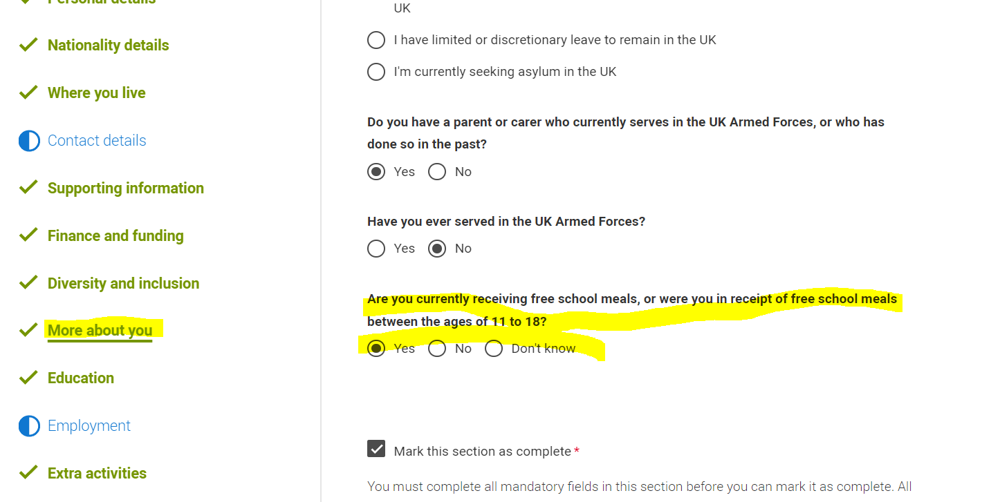 Personal details
Nationality details
Where you live
Contact details
Supporting information
Finance and funding
Diversity and inclusion
More about you
Education
Employment
Extra activities
UK
I have limited or discretionary leave to remain in the UK
I'm currently seeking asylum in the UK
Do you have a parent or carer who currently serves in the UK Armed Forces, or who has
done so in the past?
Yes No
Have you ever served in the UK Armed Forces?
Yes No
Are you currently receiving free school meals, or were you in receipt of free school meals
between the ages of 11 to 18?
Yes No Don't know
Mark this section as complete *
You must complete all mandatory fields in this section before you can mark it as complete. All